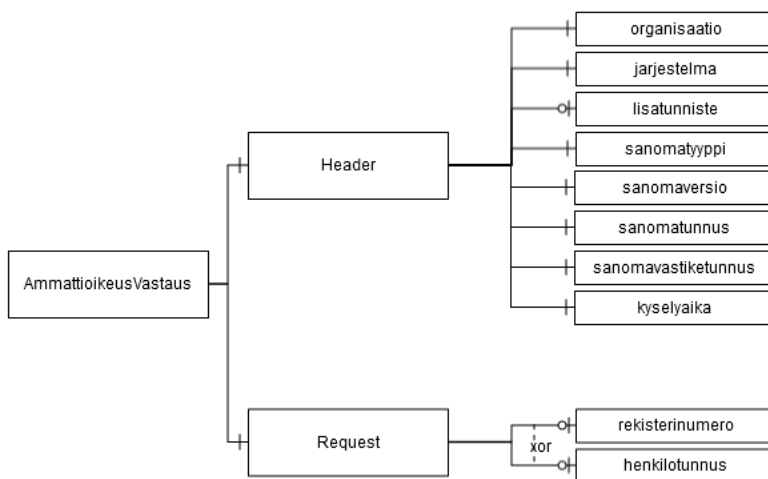 organisaatio
jarjestelma
lisatunniste
sanomatyyppi
Header
sanomaversio
sanomatunnus
sanomavastiketunnus
AmmattioikeusVastaus
kyselyaika
rekisterinumero
Request
xor
henkilotunnus